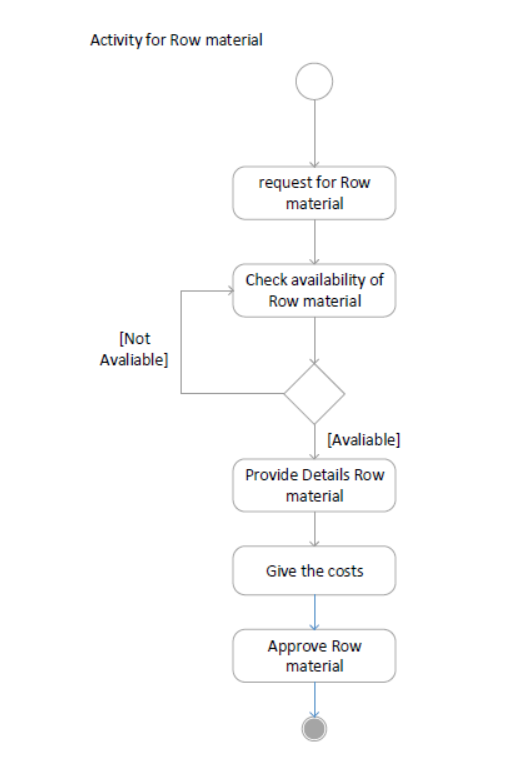 Activity for Row material
request for Row
material
Check availability of
Row material
[Not
Avaliable]
[Avaliable]
Provide Details Row
material
Give the costs
Approve Row
material